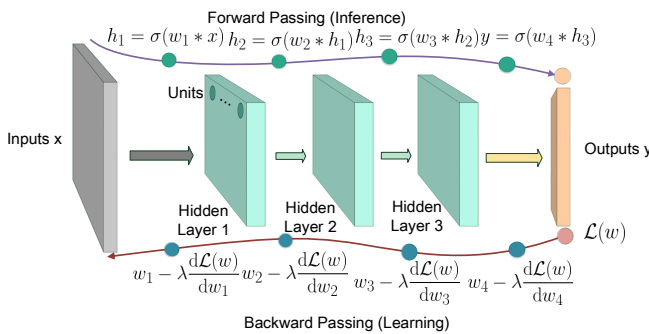 Forward Passing (Inference)
h₁ = σ(w₁ * x) h₂ = σ(w₂ * h₁) h₃ = σ(w₃ * h₂) y = σ(w₄ * h₃)
Units
...
Inputs x
Outputs y
Hidden Layer 1
Hidden Layer 2
Hidden Layer 3
ℒ(w)
w₁ − λ dℒ(w)/dw₁ w₂ − λ dℒ(w)/dw₂ w₃ − λ dℒ(w)/dw₃ w₄ − λ dℒ(w)/dw₄
Backward Passing (Learning)